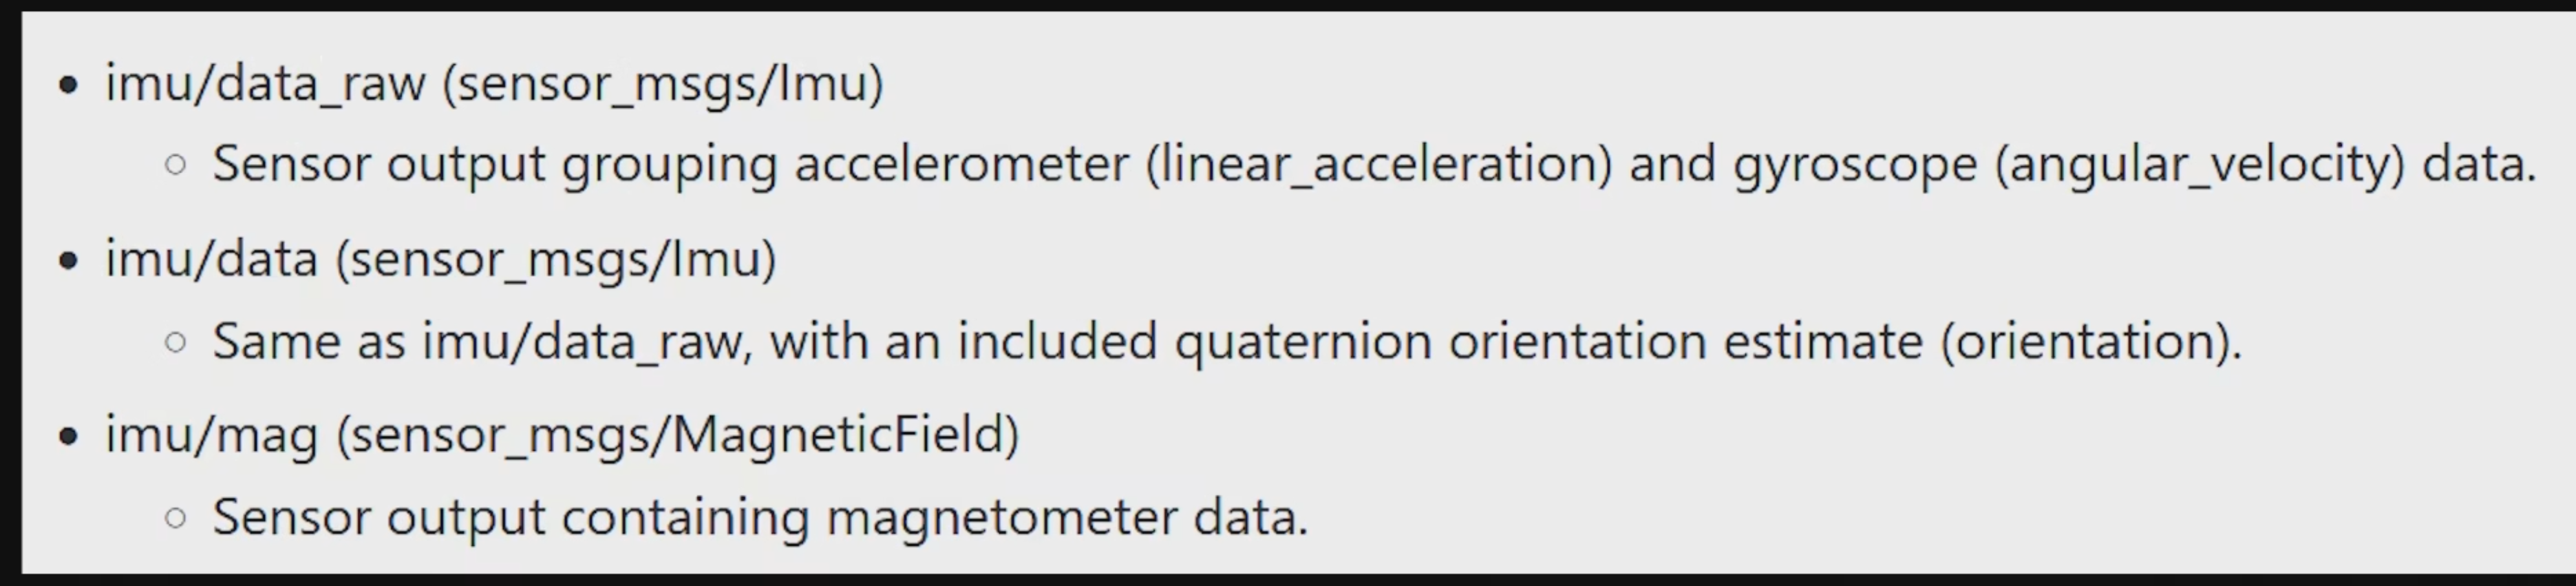 • imu/data_raw (sensor_msgs/Imu)
○ Sensor output grouping accelerometer (linear_acceleration) and gyroscope (angular_velocity) data.
• imu/data (sensor_msgs/Imu)
○ Same as imu/data_raw, with an included quaternion orientation estimate (orientation).
• imu/mag (sensor_msgs/MagneticField)
○ Sensor output containing magnetometer data.